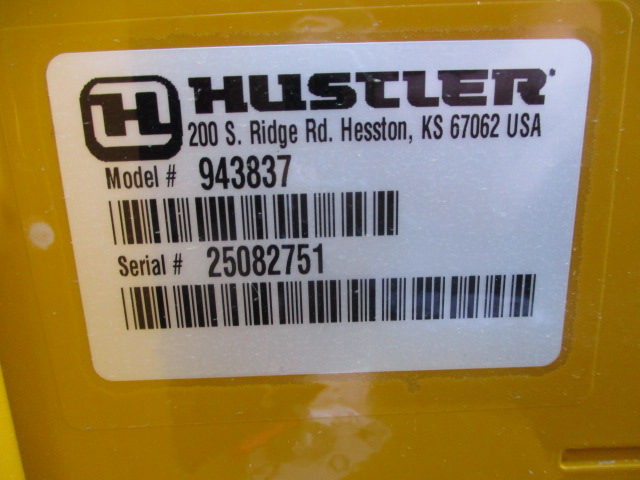 H HUSTLER
200 S. Ridge Rd. Hesston, KS 67062 USA
Model # 943837
Serial # 25082751